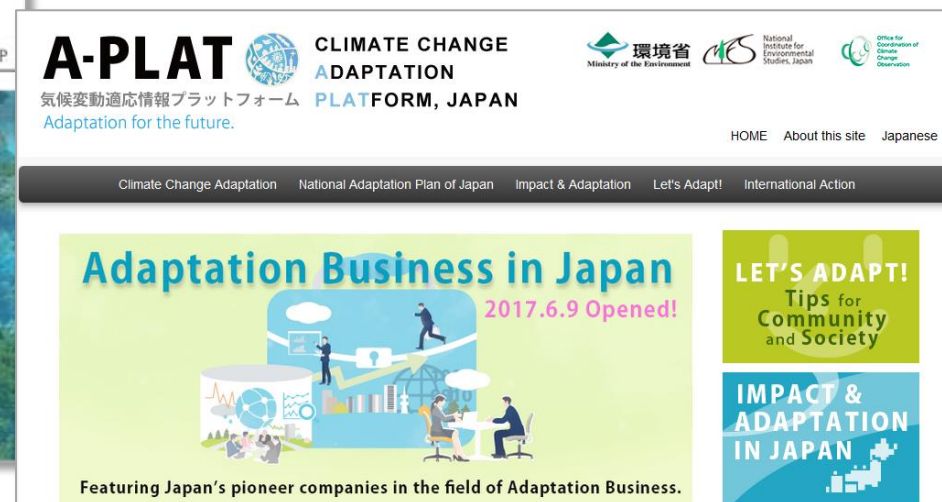 P
A-PLAT
CLIMATE CHANGE
ADAPTATION
PLATFORM, JAPAN
気候変動適応情報プラットフォーム
Adaptation for the future.
環境省
Ministry of the Environment
National
Institute for
Environmental
Studies, Japan
Office for
Coordination of
Climate
Change
Observation
HOME About this site Japanese
Climate Change Adaptation National Adaptation Plan of Japan Impact & Adaptation Let's Adapt! International Action
Adaptation Business in Japan
2017.6.9 Opened!
Featuring Japan's pioneer companies in the field of Adaptation Business.
LET'S ADAPT!
Tips for
Community
and Society
IMPACT &
ADAPTATION
IN JAPAN